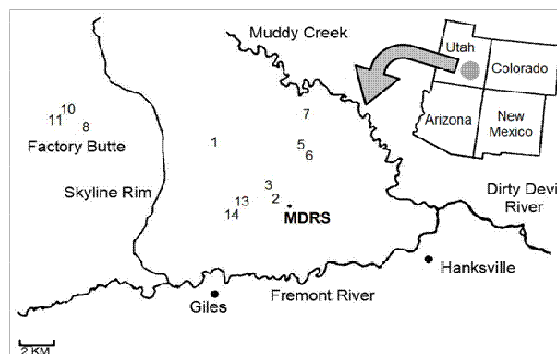 Muddy Creek
Utah
Colorado
Arizona
New
Mexico
10
11
8
Factory Butte
7
1
5
6
Skyline Rim
3
13
2
14
MDRS
Dirty Devi
River
Hanksville
Fremont River
Giles
2 KM